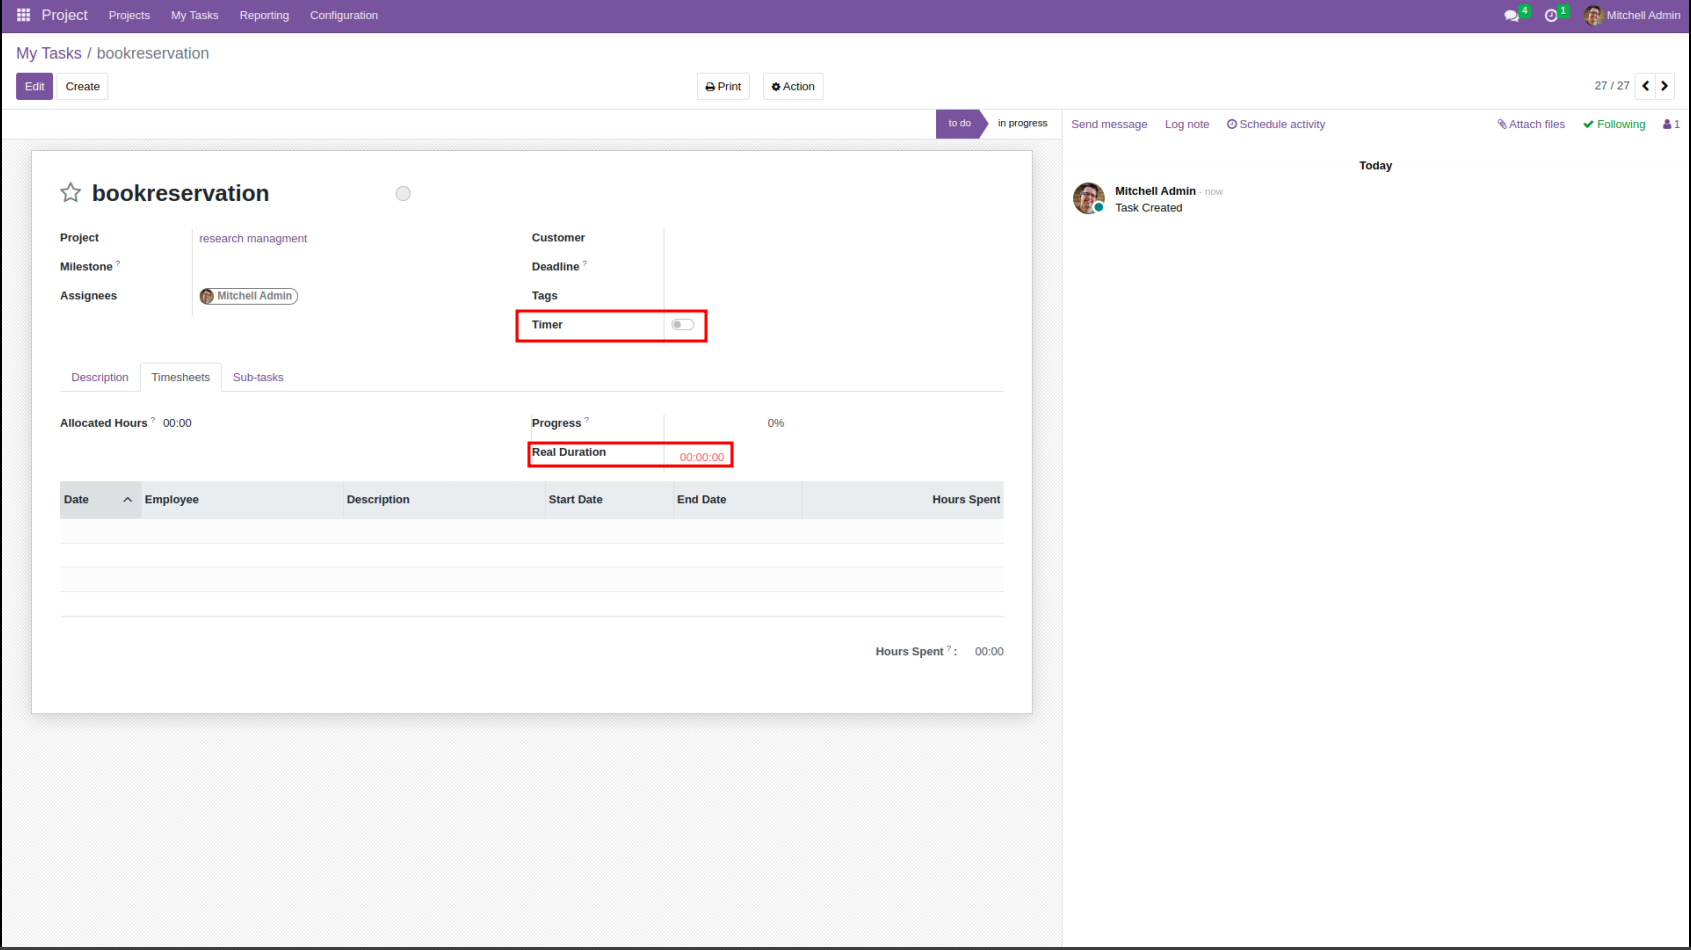 Project Projects My Tasks Reporting Configuration 4 1 Mitchell Admin
My Tasks / bookreservation
Edit Create Print Action 27 / 27
to do in progress Send message Log note Schedule activity Attach files Following 1
Today
Mitchell Admin - now
Task Created
bookreservation
Project research managment Customer
Milestone ? Deadline ?
Assignees Mitchell Admin Tags
Timer
Description Timesheets Sub-tasks
Allocated Hours ? 00:00 Progress ? 0%
Real Duration 00:00:00
Date Employee Description Start Date End Date Hours Spent
Hours Spent ? : 00:00